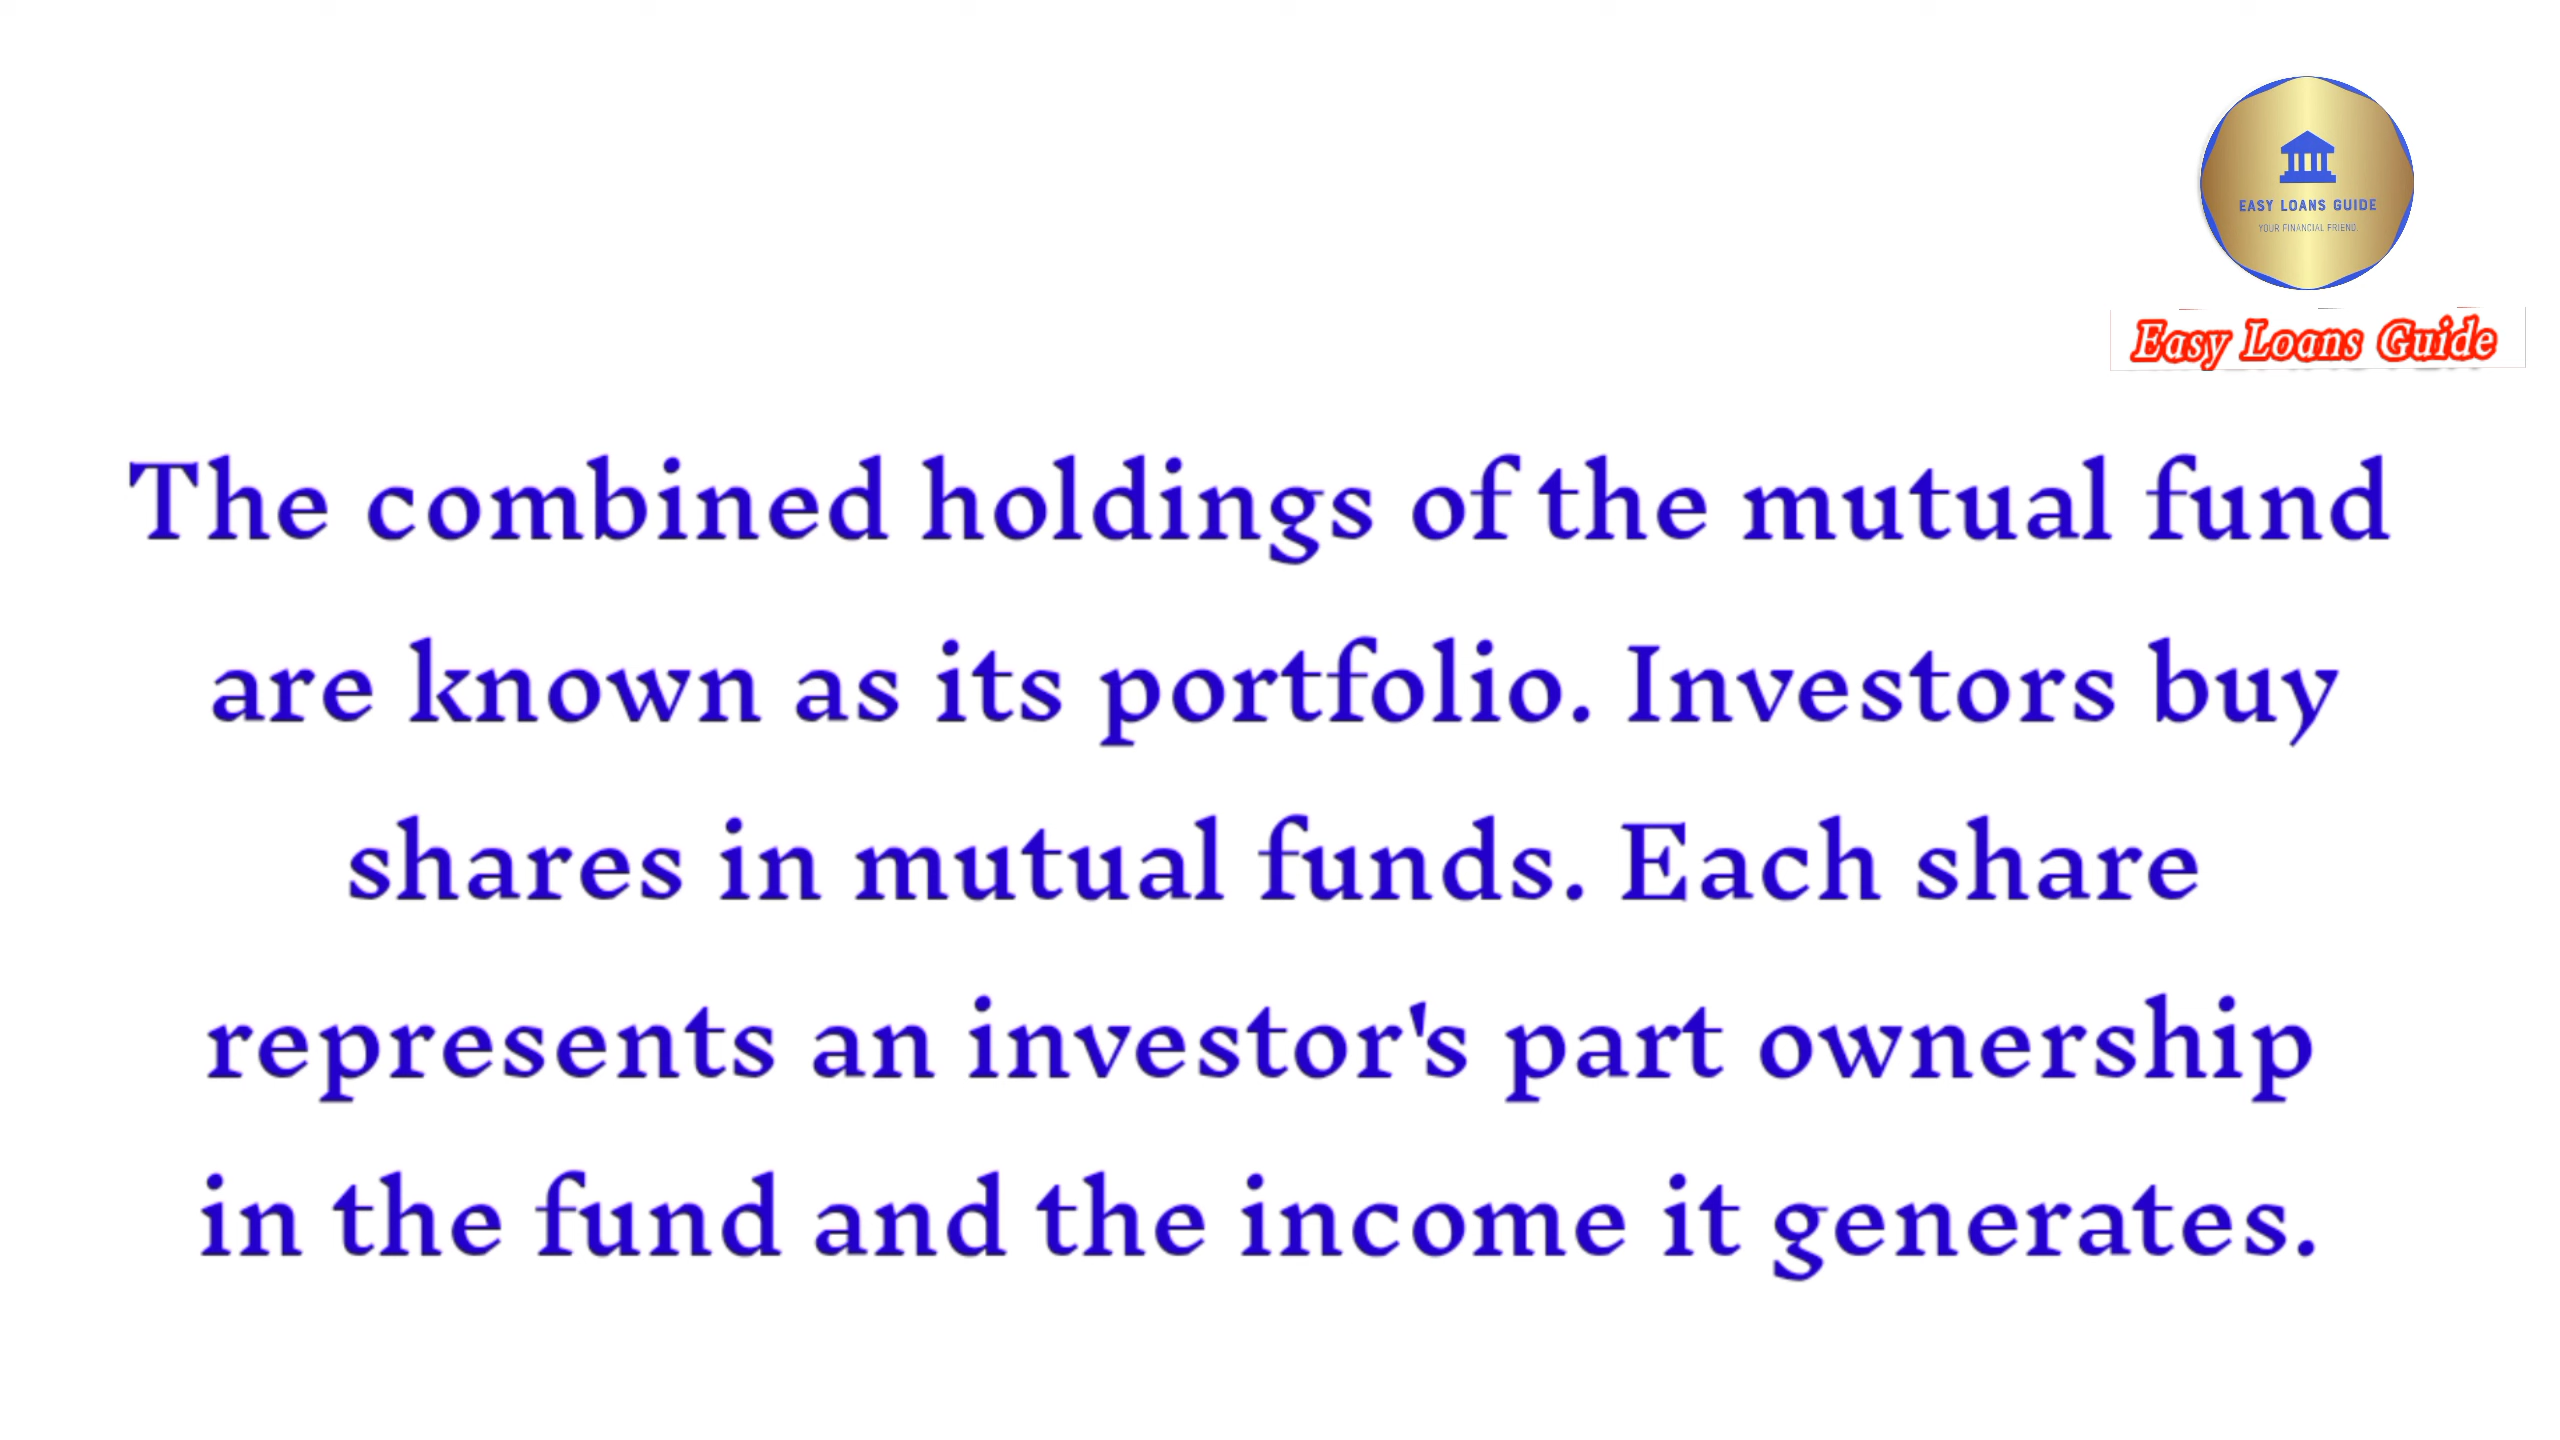 EASY LOANS GUIDE
YOUR FINANCIAL FRIEND.
Easy Loans Guide
The combined holdings of the mutual fund
are known as its portfolio. Investors buy
shares in mutual funds. Each share
represents an investor's part ownership
in the fund and the income it generates.